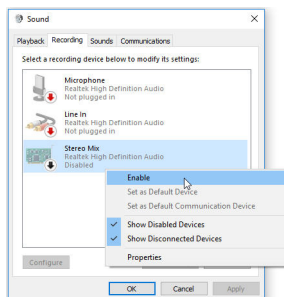 Sound
Playback Recording Sounds Communications
Select a recording device below to modify its settings:
Microphone
Realtek High Definition Audio
Not plugged in
Line In
Realtek High Definition Audio
Not plugged in
Stereo Mix
Realtek High Definition Audio
Disabled
Enable
Set as Default Device
Set as Default Communication Device
Show Disabled Devices
Show Disconnected Devices
Properties
Configure
OK Cancel Apply